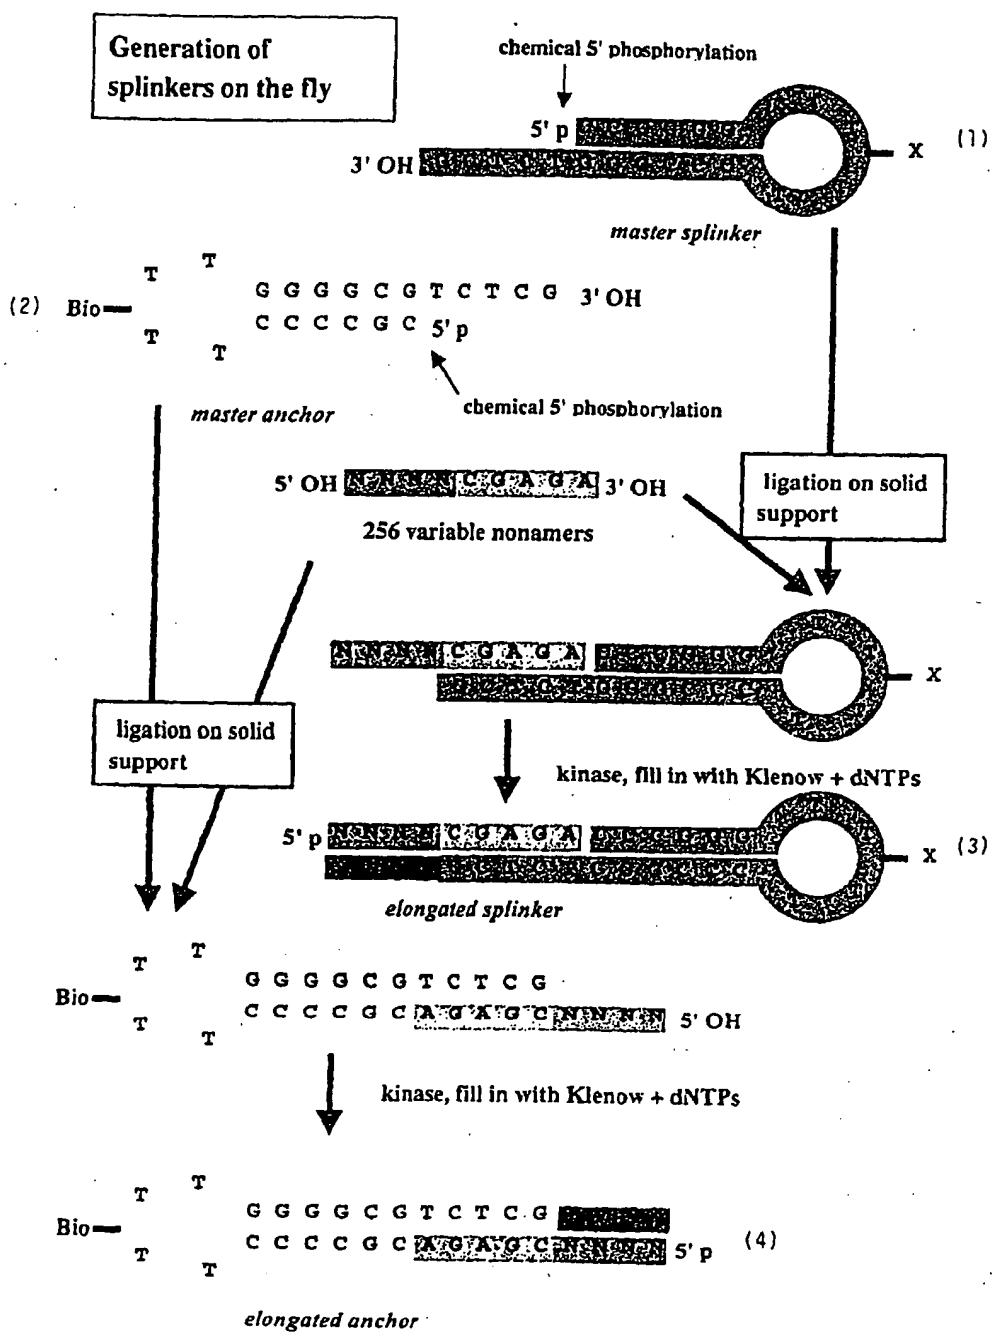 Generation of
splinkers on the fly
chemical 5' phosphorylation
5' p
3' OH
X
(1)
master splinker
T T
(2) Bio
G G G G C G T C T C G 3' OH
C C C C G C 5' p
T T
chemical 5' phosphorylation
master anchor
5' OH N N N N C G A G A 3' OH
256 variable nonamers
ligation on solid
support
N N N N C G A G A
X
ligation on solid
support
kinase, fill in with Klenow + dNTPs
5' p N N N N C G A G A
X (3)
elongated splinker
T T
G G G G C G T C T C G
Bio
C C C C G C A G A G C N N N N 5' OH
T T
kinase, fill in with Klenow + dNTPs
T T
G G G G C G T C T C G
Bio
C C C C G C A G A G C N N N N 5' p (4)
T T
elongated anchor